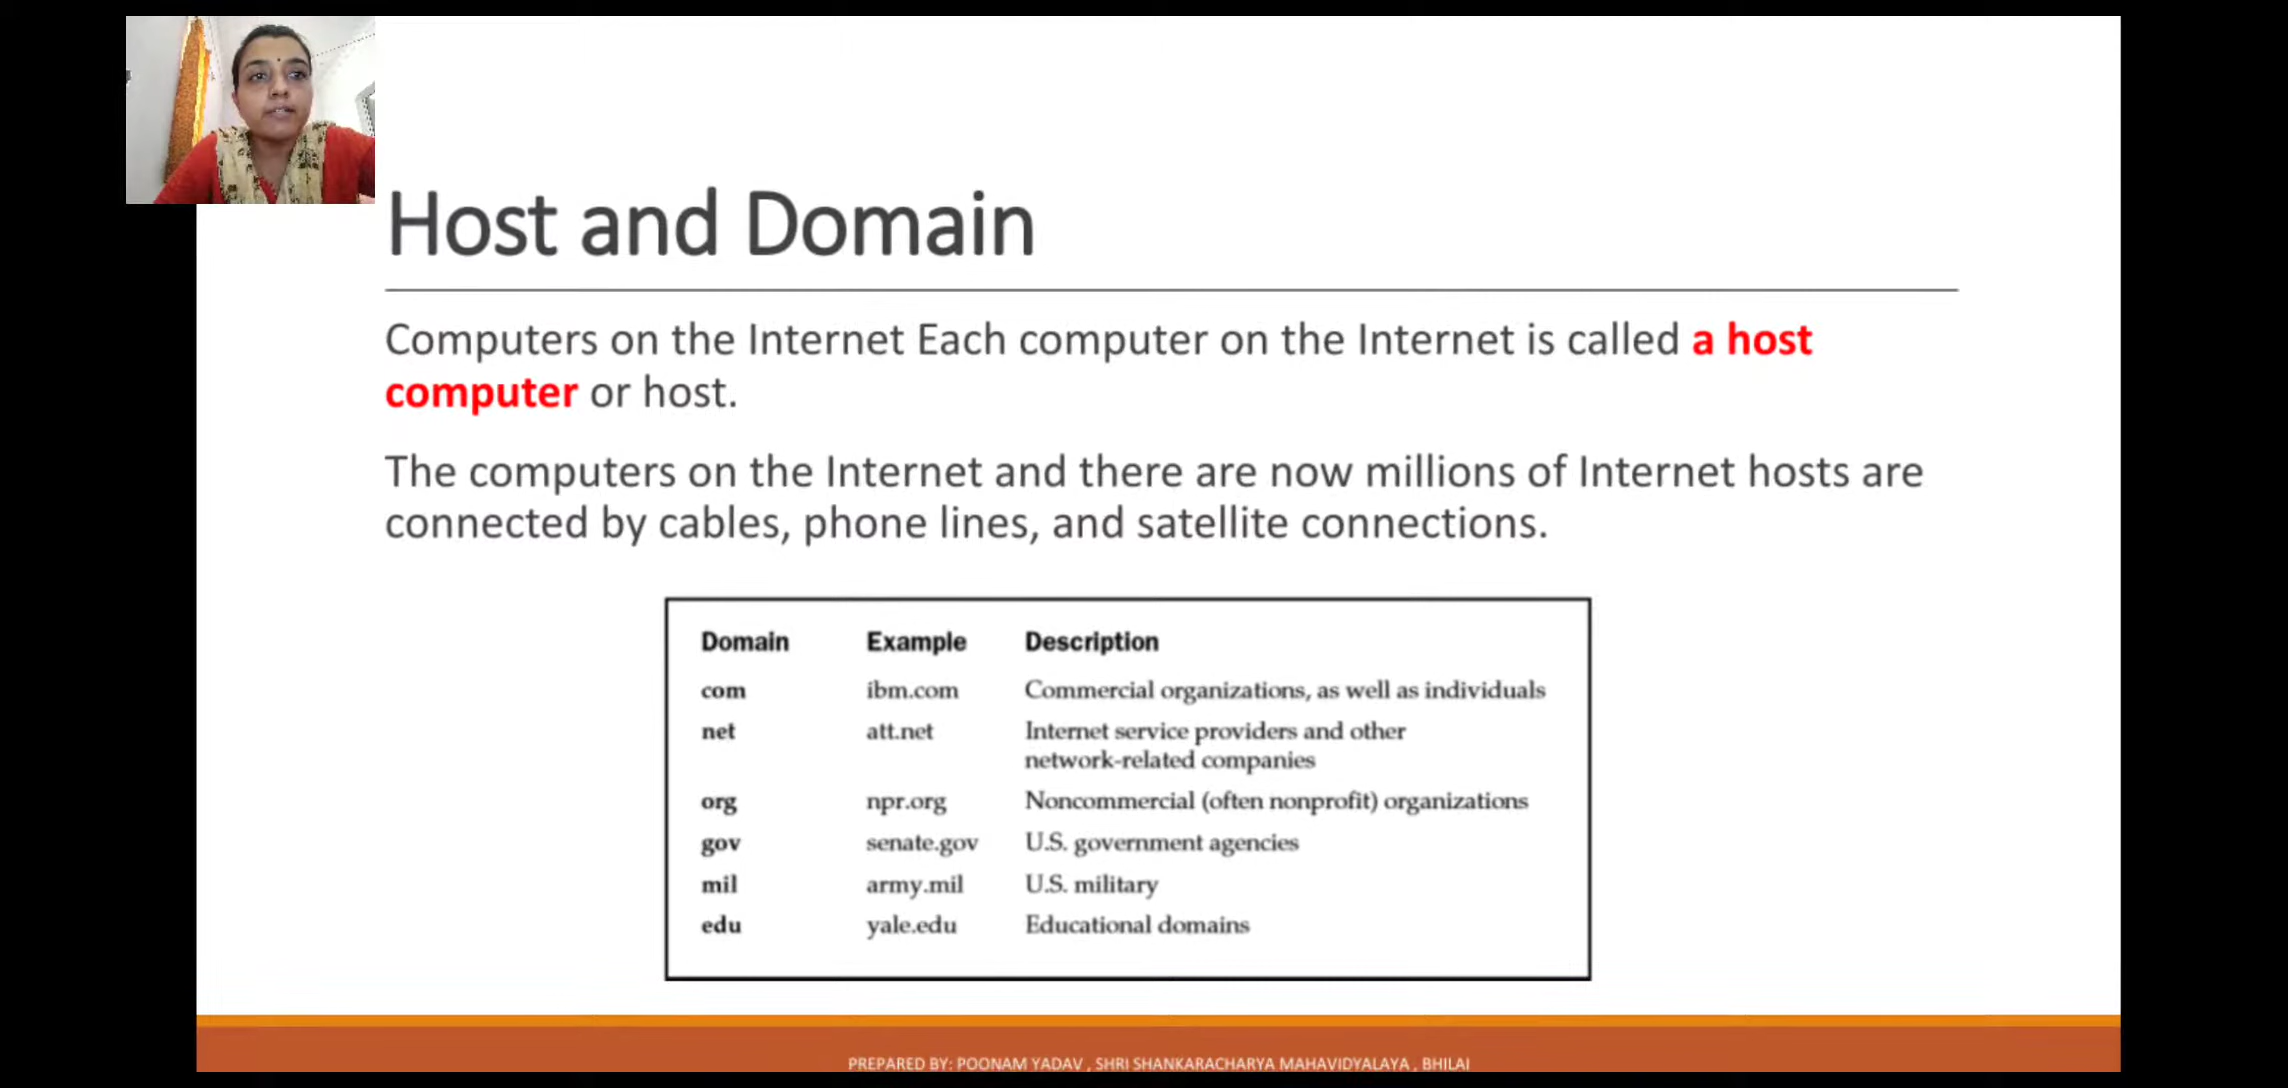 Host and Domain
Computers on the Internet Each computer on the Internet is called a host
computer or host.
The computers on the Internet and there are now millions of Internet hosts are
connected by cables, phone lines, and satellite connections.
Domain Example Description
com ibm.com Commercial organizations, as well as individuals
net att.net Internet service providers and other
network-related companies
org npr.org Noncommercial (often nonprofit) organizations
gov senate.gov U.S. government agencies
mil army.mil U.S. military
edu yale.edu Educational domains
PREPARED BY: POONAM YADAV , SHRI SHANKARACHARYA MAHAVIDYALAYA , BHILAI